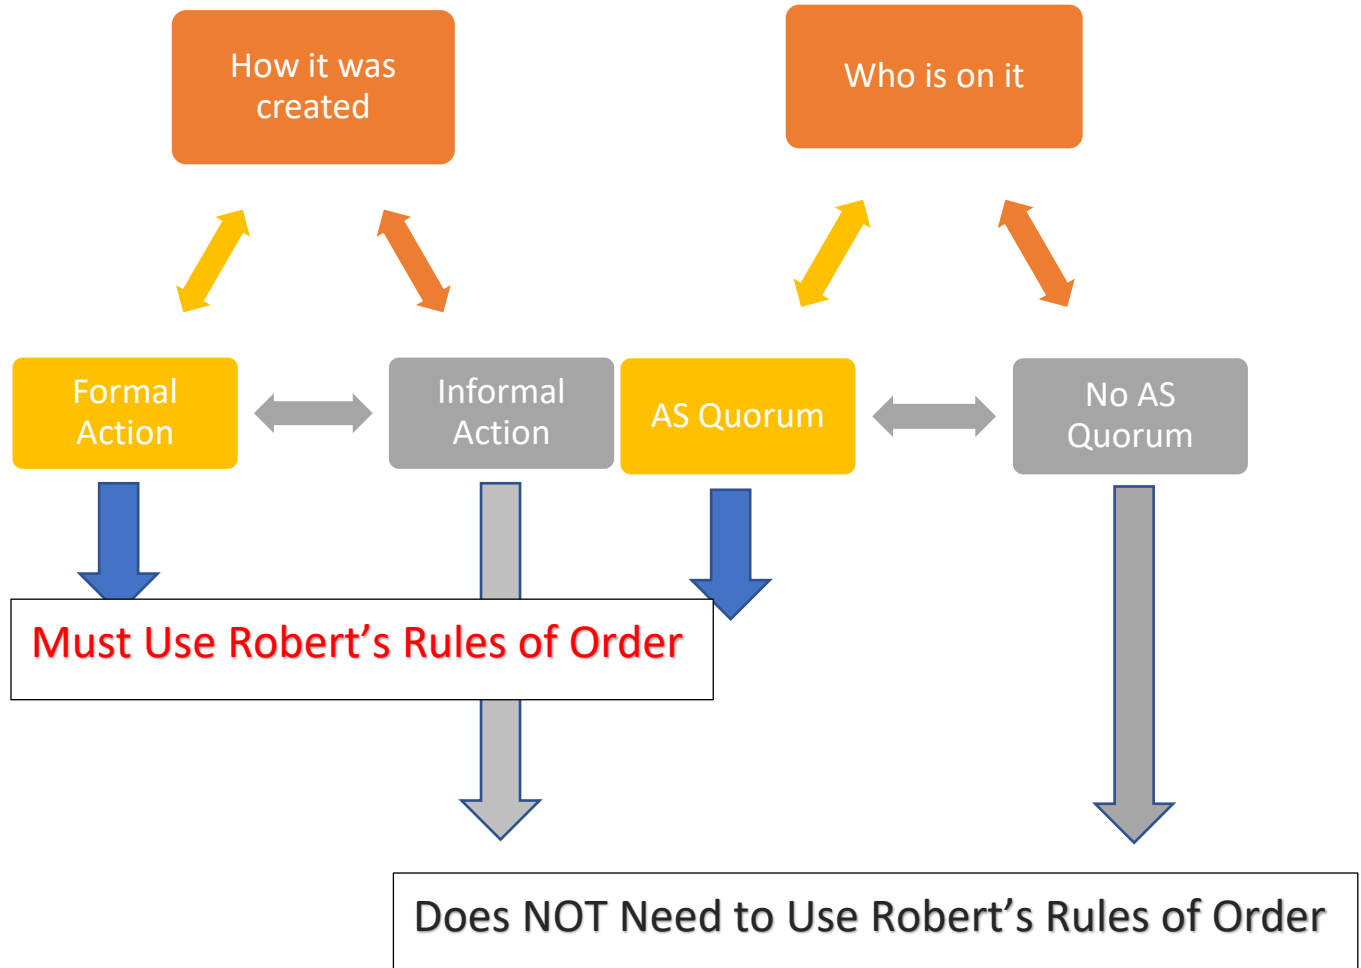 How it was
created
Who is on it
Formal
Action
Informal
Action
AS Quorum
No AS
Quorum
Must Use Robert’s Rules of Order
Does NOT Need to Use Robert’s Rules of Order